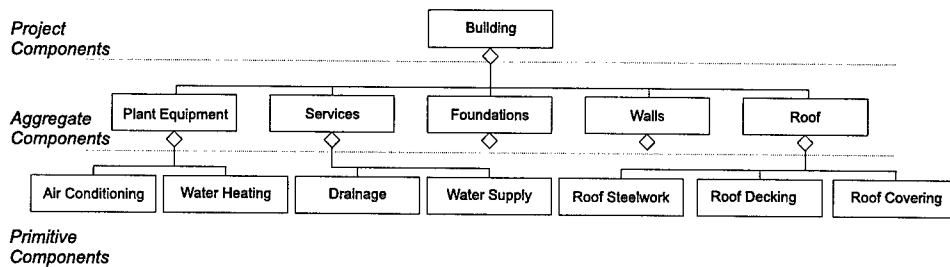 Project
Components
Building
Aggregate
Components
Plant Equipment
Services
Foundations
Walls
Roof
Air Conditioning
Water Heating
Drainage
Water Supply
Roof Steelwork
Roof Decking
Roof Covering
Primitive
Components